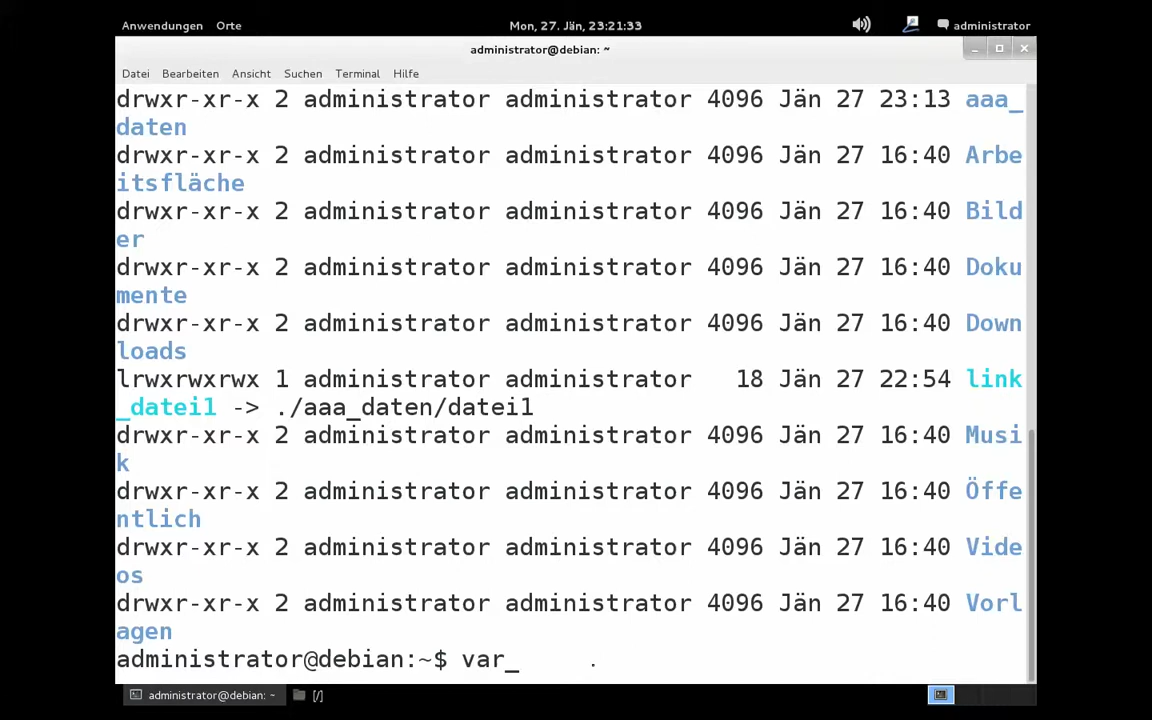 Anwendungen Orte Mon, 27. Jän, 23:21:33 administrator
administrator@debian: ~
Datei Bearbeiten Ansicht Suchen Terminal Hilfe
drwxr-xr-x 2 administrator administrator 4096 Jän 27 23:13 aaa_
daten
drwxr-xr-x 2 administrator administrator 4096 Jän 27 16:40 Arbe
itsfläche
drwxr-xr-x 2 administrator administrator 4096 Jän 27 16:40 Bild
er
drwxr-xr-x 2 administrator administrator 4096 Jän 27 16:40 Doku
mente
drwxr-xr-x 2 administrator administrator 4096 Jän 27 16:40 Down
loads
lrwxrwxrwx 1 administrator administrator   18 Jän 27 22:54 link
_datei1 -> ./aaa_daten/datei1
drwxr-xr-x 2 administrator administrator 4096 Jän 27 16:40 Musi
k
drwxr-xr-x 2 administrator administrator 4096 Jän 27 16:40 Öffe
ntlich
drwxr-xr-x 2 administrator administrator 4096 Jän 27 16:40 Vide
os
drwxr-xr-x 2 administrator administrator 4096 Jän 27 16:40 Vorl
agen
administrator@debian:~$ var_
administrator@debian: ~ [/]